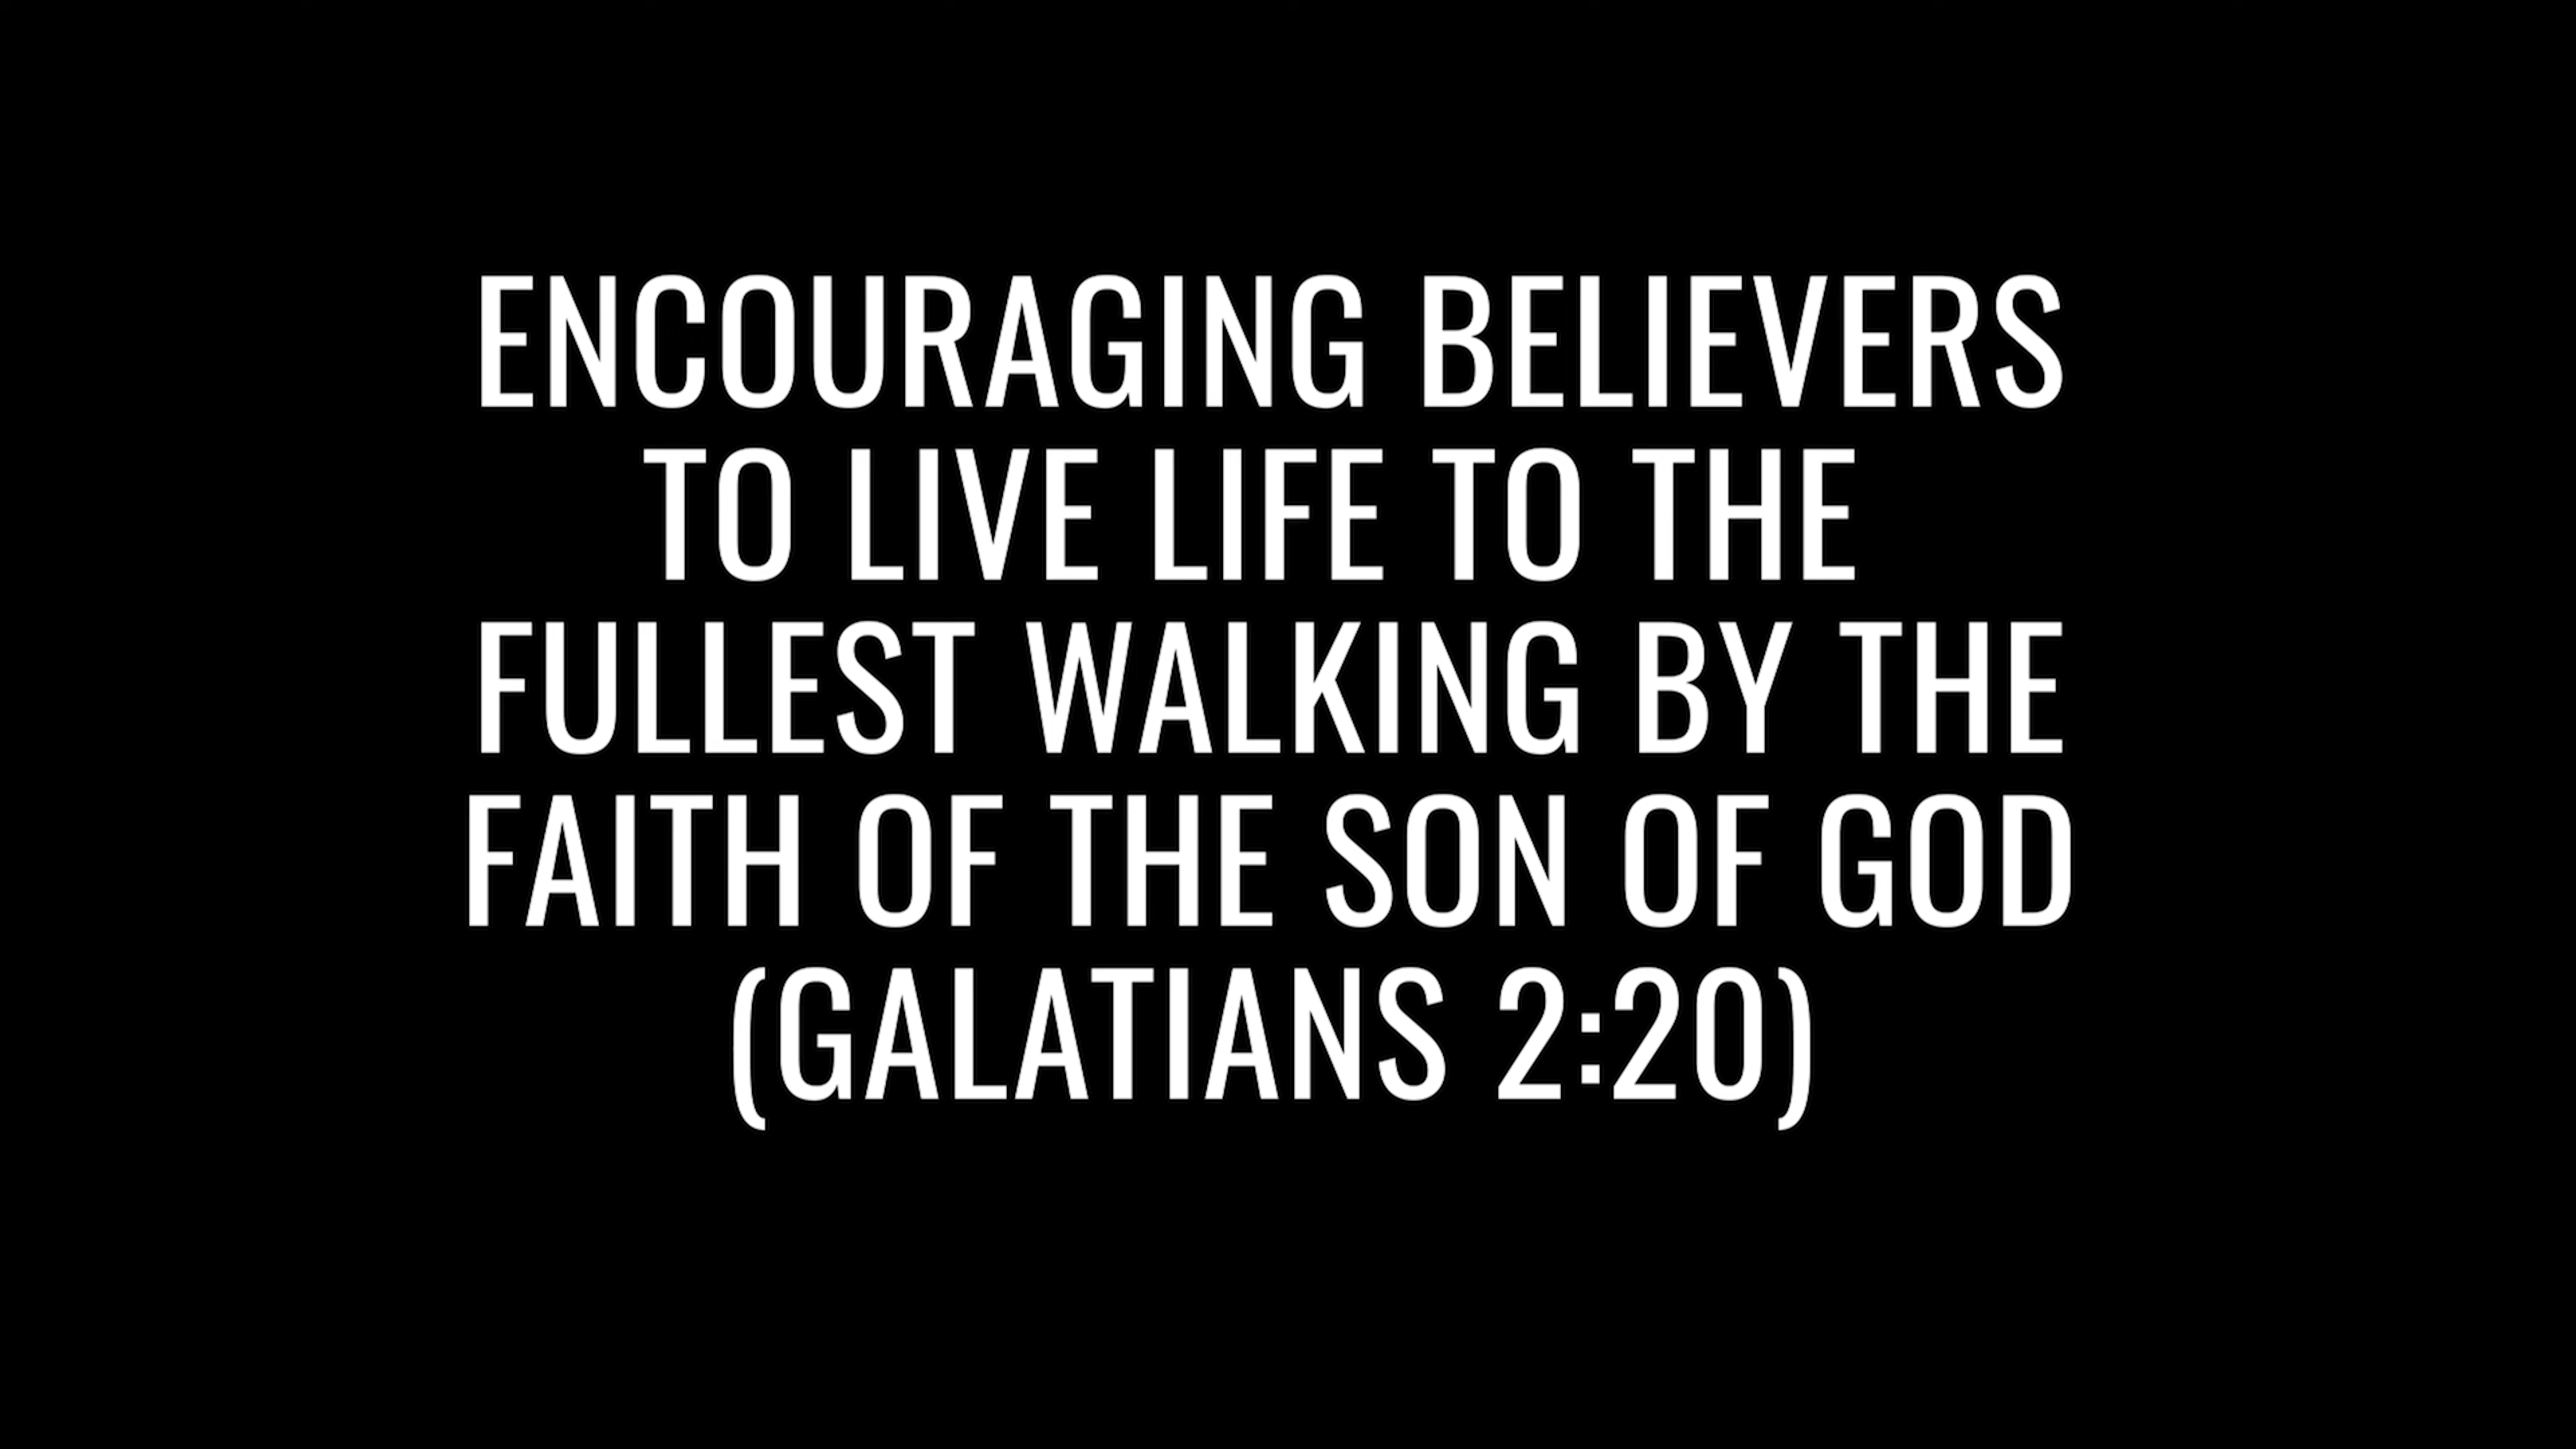 ENCOURAGING BELIEVERS
TO LIVE LIFE TO THE
FULLEST WALKING BY THE
FAITH OF THE SON OF GOD
(GALATIANS 2:20)